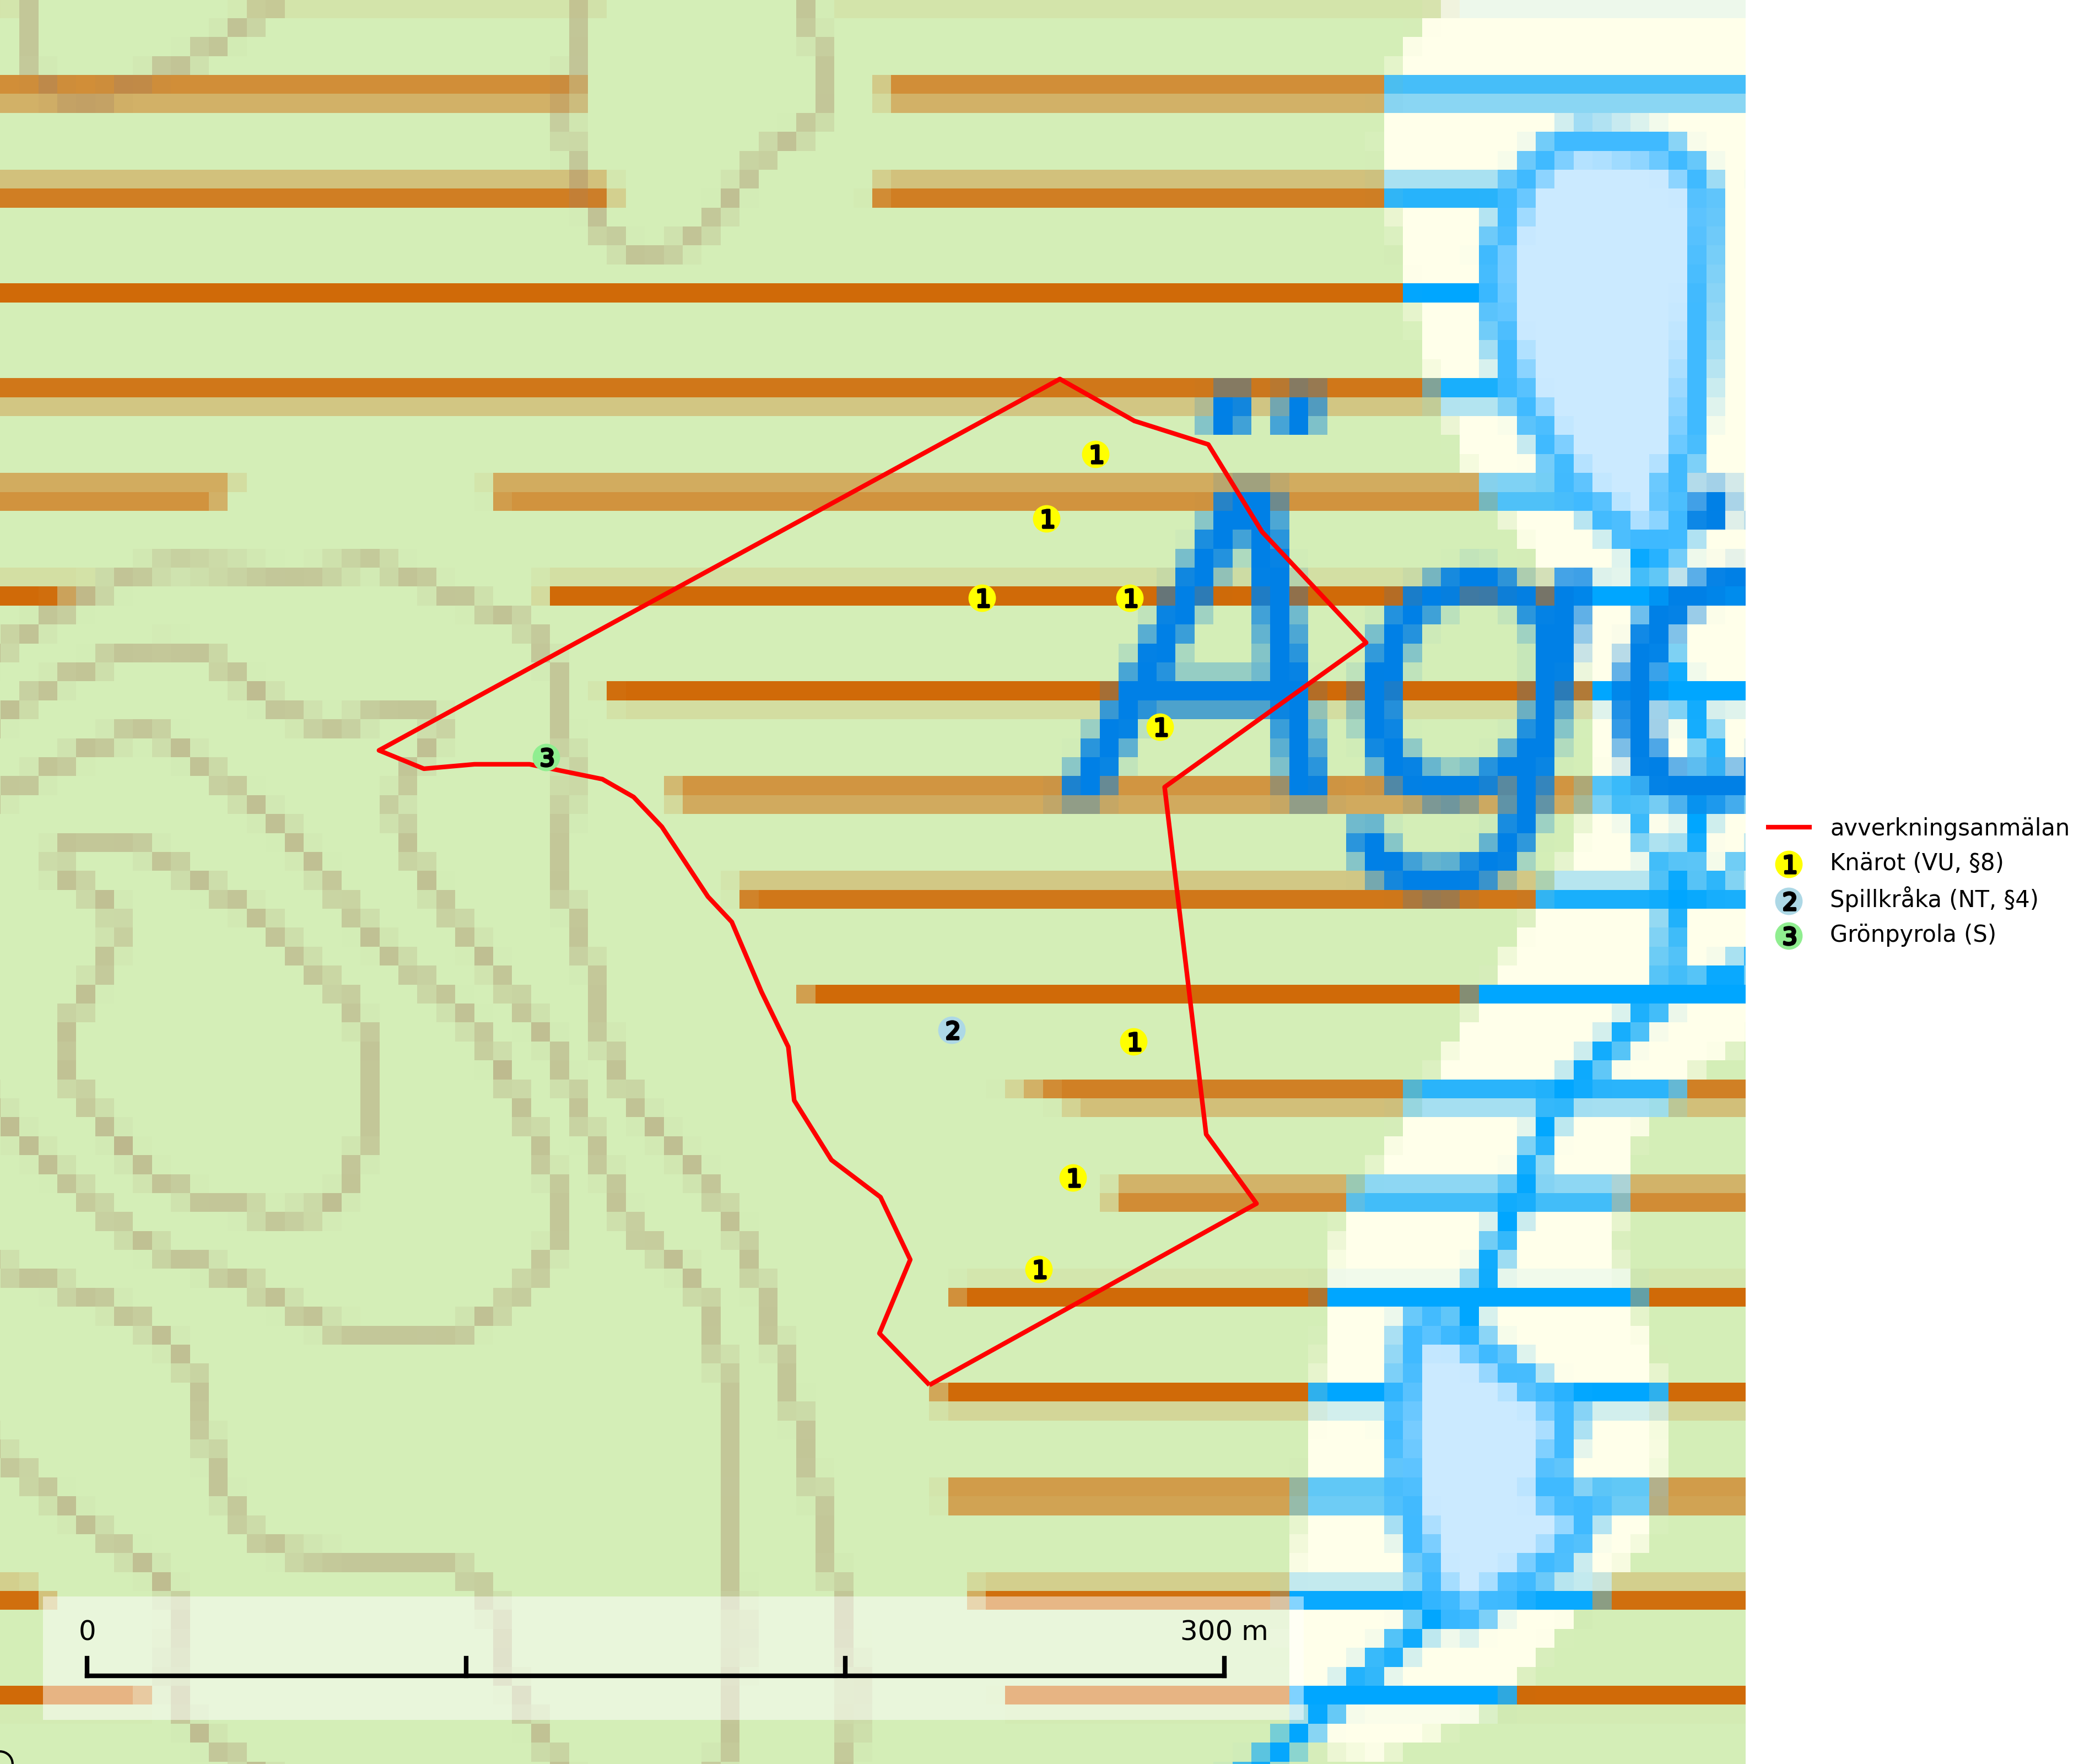 1
1
1
1
Äg
1
3
2
1
1
1
avverkningsanmälan
1 Knärot (VU, §8)
2 Spillkråka (NT, §4)
3 Grönpyrola (S)
0 300 m